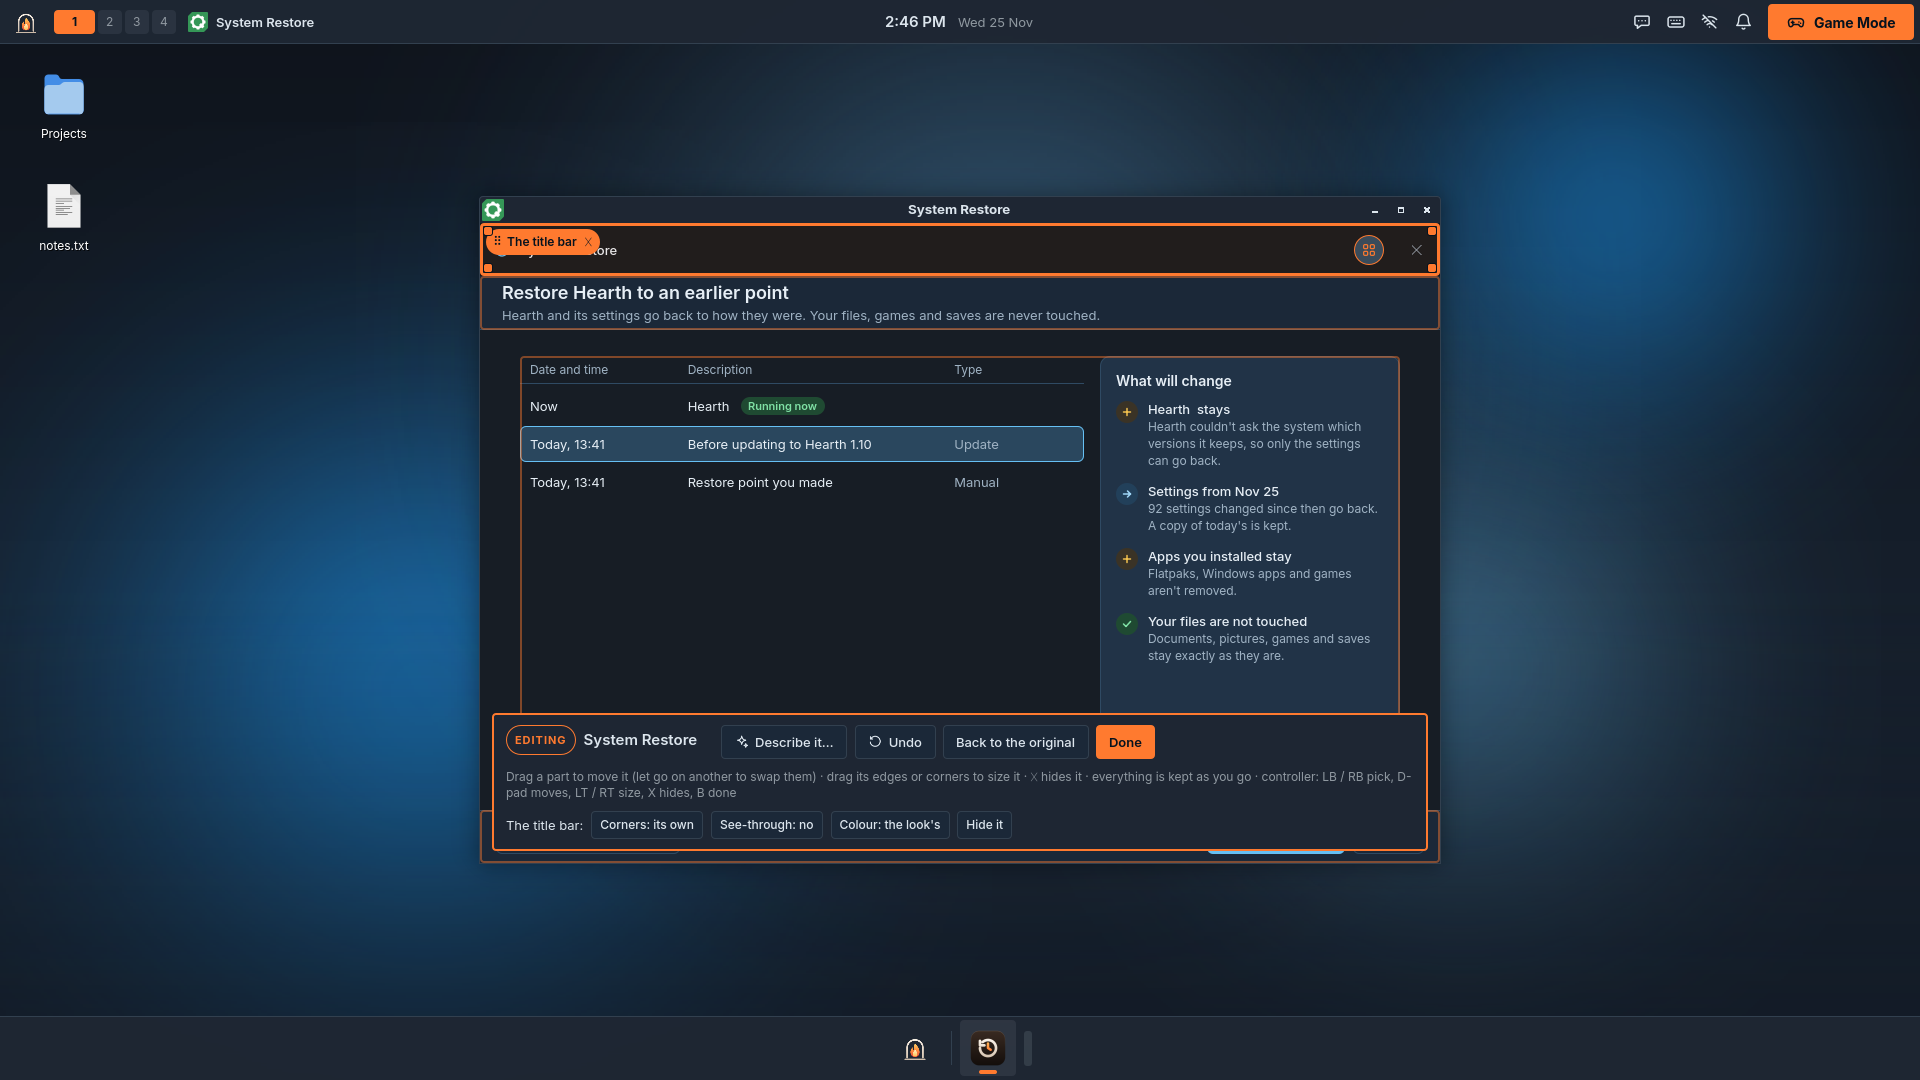 1 2 3 4 System Restore
2:46 PM Wed 25 Nov
Game Mode
Projects
notes.txt
System Restore
The title bar X
ore
Restore Hearth to an earlier point
Hearth and its settings go back to how they were. Your files, games and saves are never touched.
Date and time Description Type
Now Hearth Running now
Today, 13:41 Before updating to Hearth 1.10 Update
Today, 13:41 Restore point you made Manual
What will change
Hearth stays
Hearth couldn't ask the system which
versions it keeps, so only the settings
can go back.
Settings from Nov 25
92 settings changed since then go back.
A copy of today's is kept.
Apps you installed stay
Flatpaks, Windows apps and games
aren't removed.
Your files are not touched
Documents, pictures, games and saves
stay exactly as they are.
EDITING System Restore Describe it... Undo Back to the original Done
Drag a part to move it (let go on another to swap them) · drag its edges or corners to size it · X hides it · everything is kept as you go · controller: LB / RB pick, D-
pad moves, LT / RT size, X hides, B done
The title bar: Corners: its own See-through: no Colour: the look's Hide it